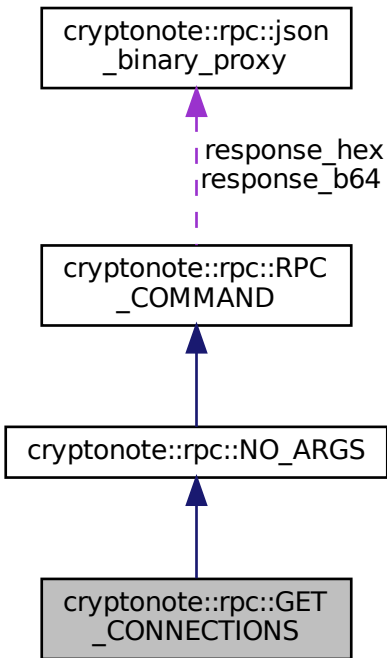 cryptonote::rpc::json
_binary_proxy
response_hex
response_b64
cryptonote::rpc::RPC
_COMMAND
cryptonote::rpc::NO_ARGS
cryptonote::rpc::GET
_CONNECTIONS